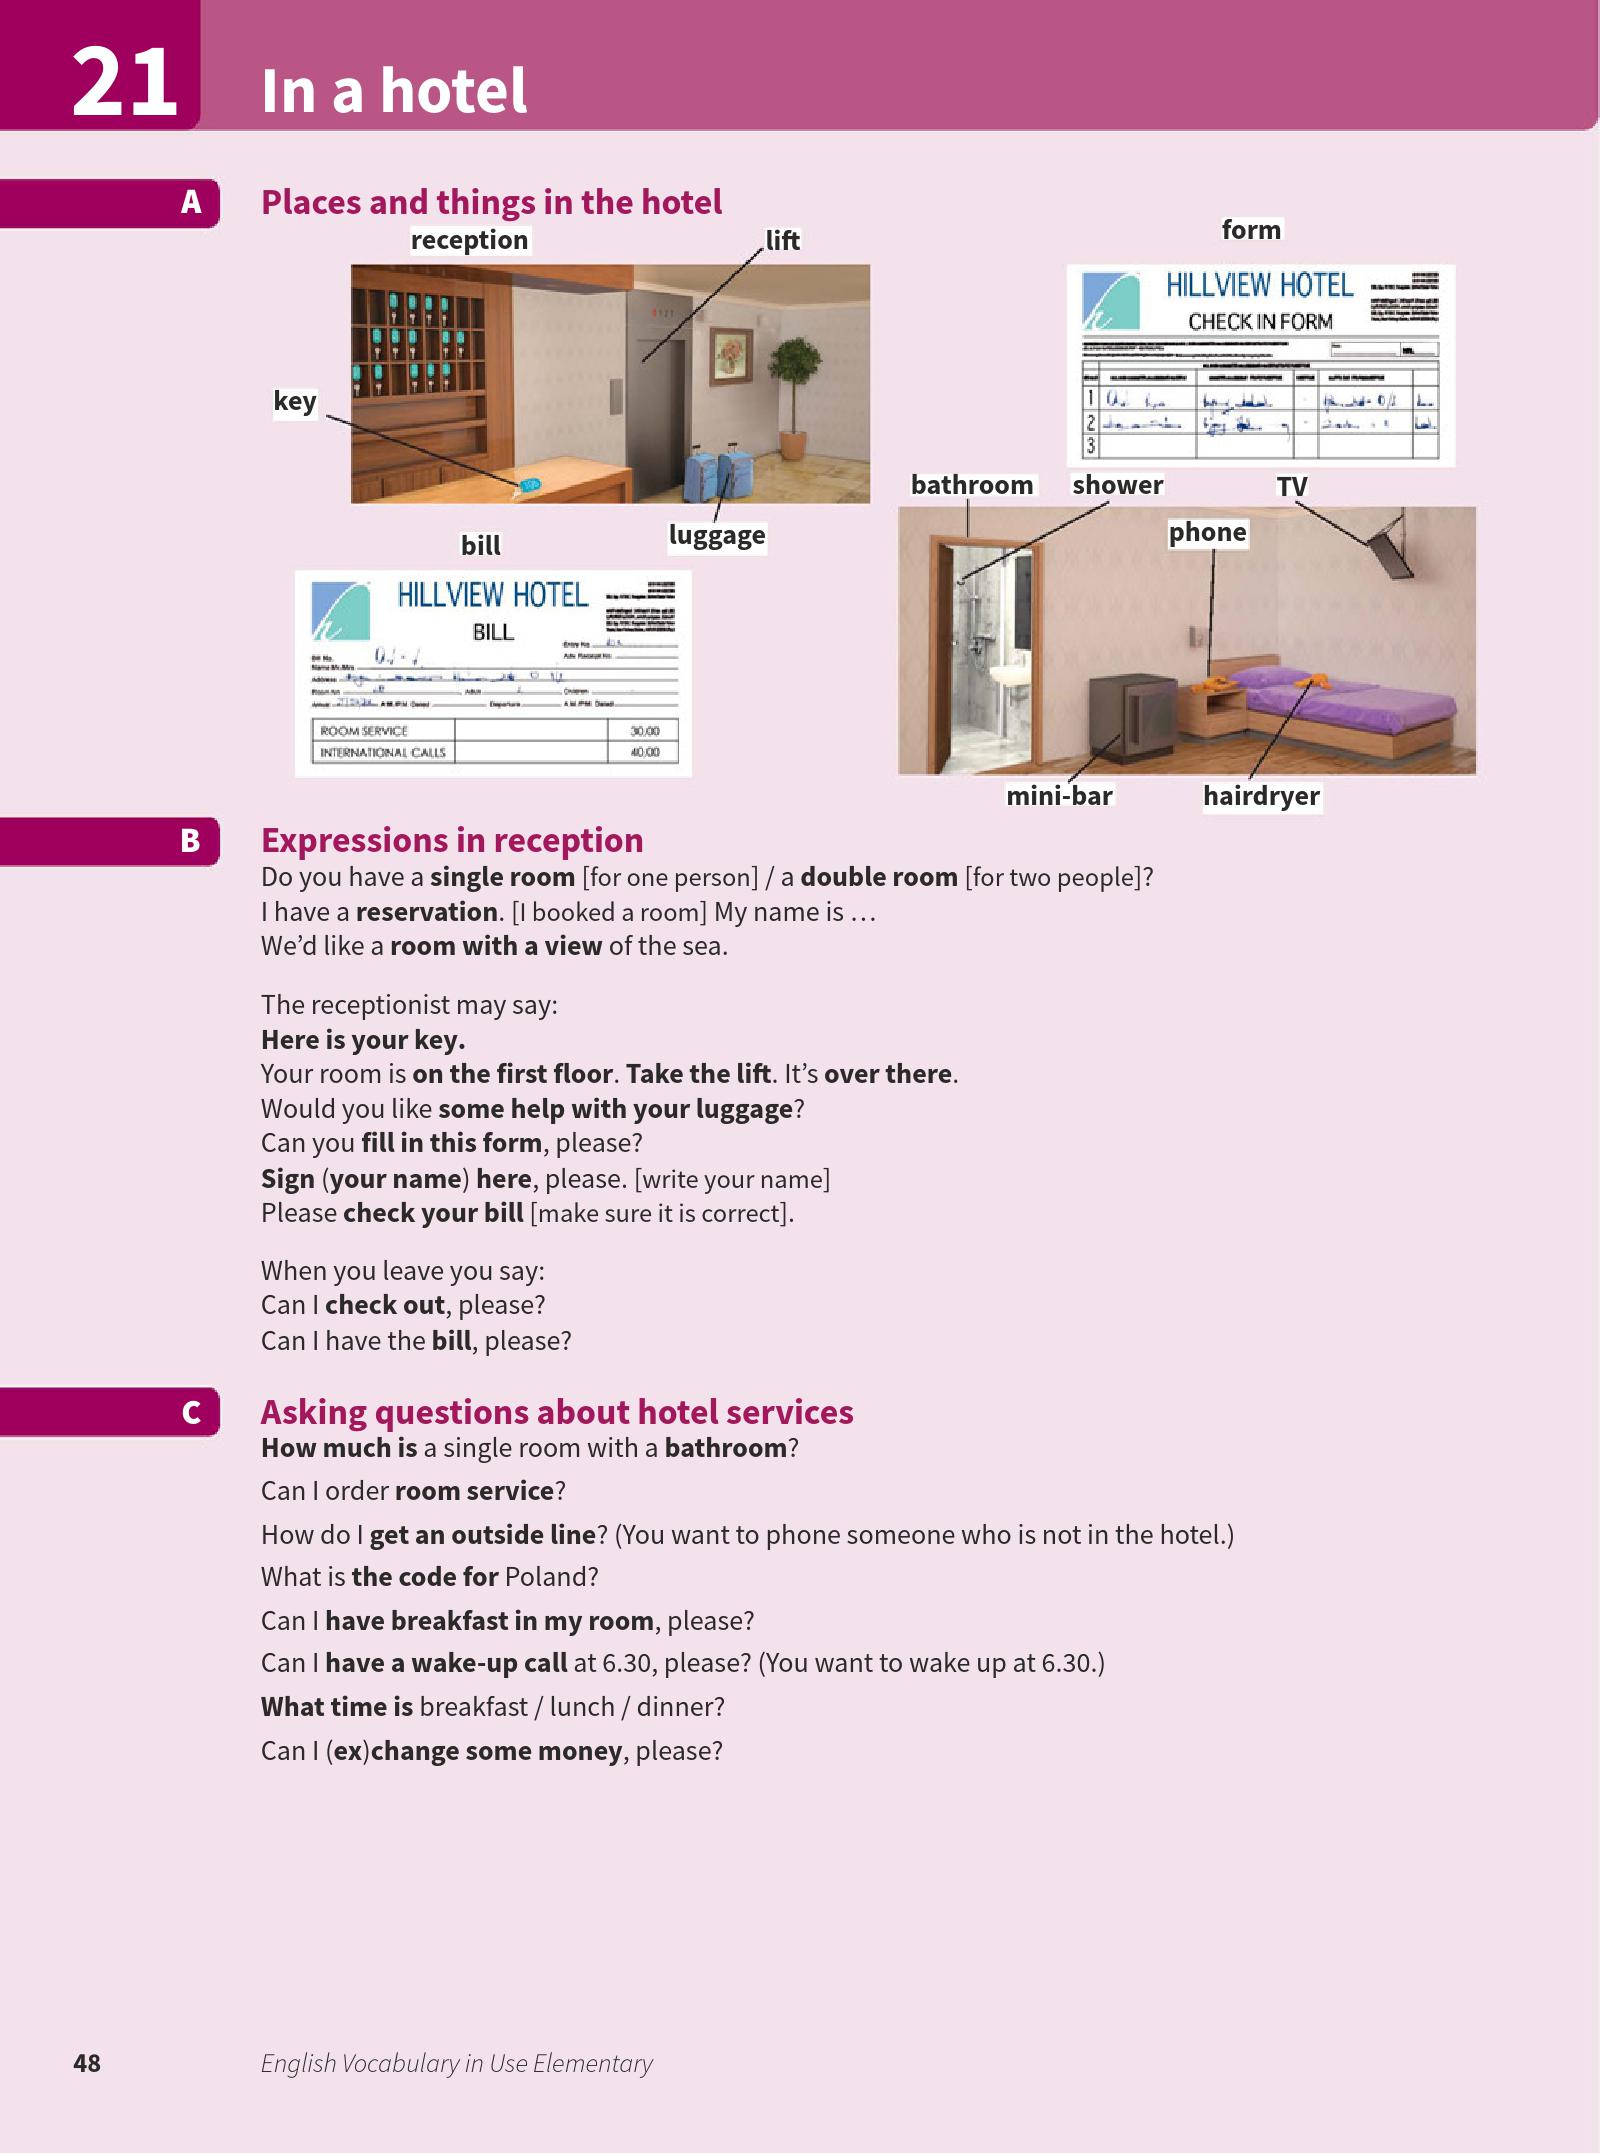 21
In a hotel
A
Places and things in the hotel
reception
lift
form
key
luggage
HILLVIEW HOTEL
CHECK IN FORM
1
2
3
bathroom
shower
TV
phone
mini-bar
hairdryer
bill
HILLVIEW HOTEL
BILL
Bill No.
Name Mr.Mrs
Address
ROOM SERVICE 30,00
INTERNATIONAL CALLS 40,00
B
Expressions in reception
Do you have a single room [for one person] / a double room [for two people]?
I have a reservation. [I booked a room] My name is …
We’d like a room with a view of the sea.
The receptionist may say:
Here is your key.
Your room is on the first floor. Take the lift. It’s over there.
Would you like some help with your luggage?
Can you fill in this form, please?
Sign (your name) here, please. [write your name]
Please check your bill [make sure it is correct].
When you leave you say:
Can I check out, please?
Can I have the bill, please?
C
Asking questions about hotel services
How much is a single room with a bathroom?
Can I order room service?
How do I get an outside line? (You want to phone someone who is not in the hotel.)
What is the code for Poland?
Can I have breakfast in my room, please?
Can I have a wake-up call at 6.30, please? (You want to wake up at 6.30.)
What time is breakfast / lunch / dinner?
Can I (ex)change some money, please?
48
English Vocabulary in Use Elementary